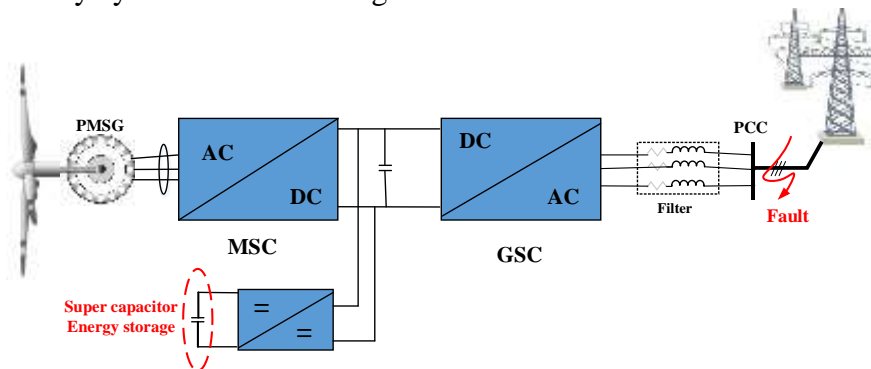 PMSG
AC
DC
MSC
DC
AC
GSC
Filter
PCC
Fault
Super capacitor
Energy storage
=
=